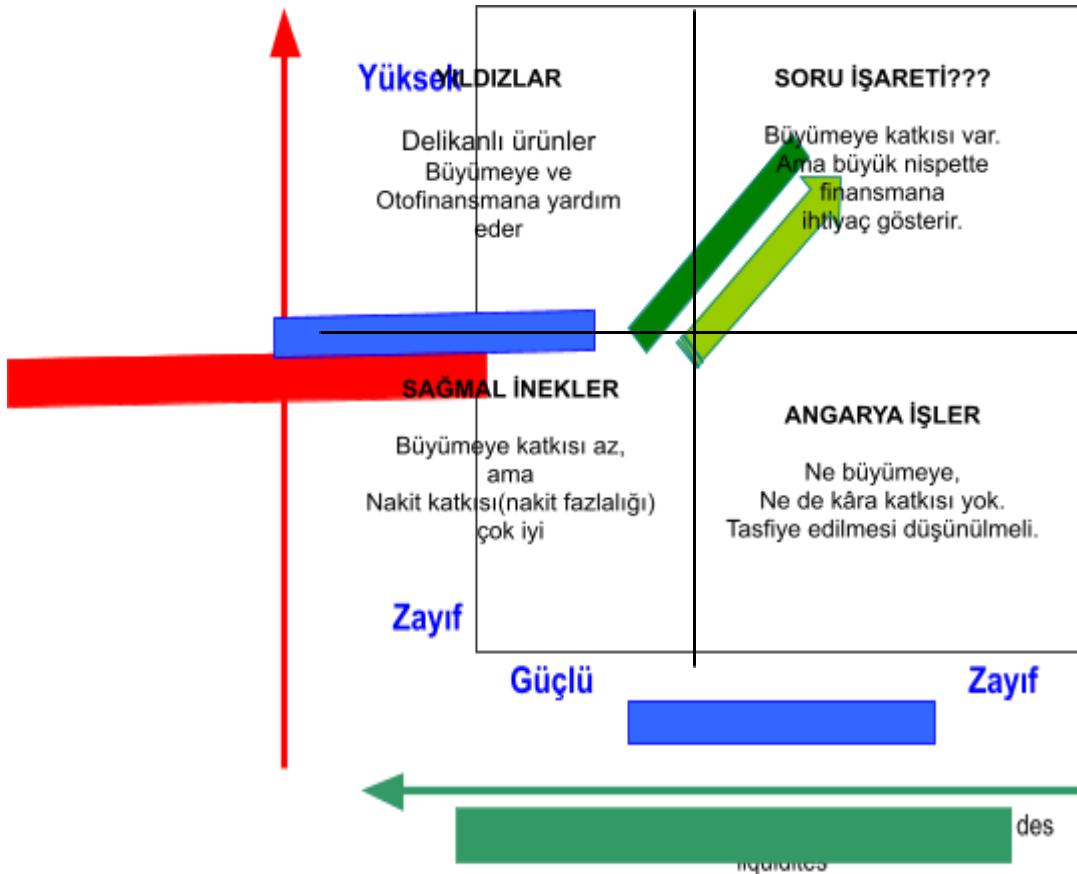 Yüksek
YILDIZLAR
Delikanlı ürünler
Büyümeye ve
Otofinansmana yardım
eder
SORU İŞARETİ???
Büyümeye katkısı var.
Ama büyük nispette
finansmana
ihtiyaç gösterir.
SAĞMAL İNEKLER
Büyümeye katkısı az,
ama
Nakit katkısı(nakit fazlalığı)
çok iyi
ANGARYA İŞLER
Ne büyümeye,
Ne de kâra katkısı yok.
Tasfiye edilmesi düşünülmeli.
Zayıf
Güçlü
Zayıf
des